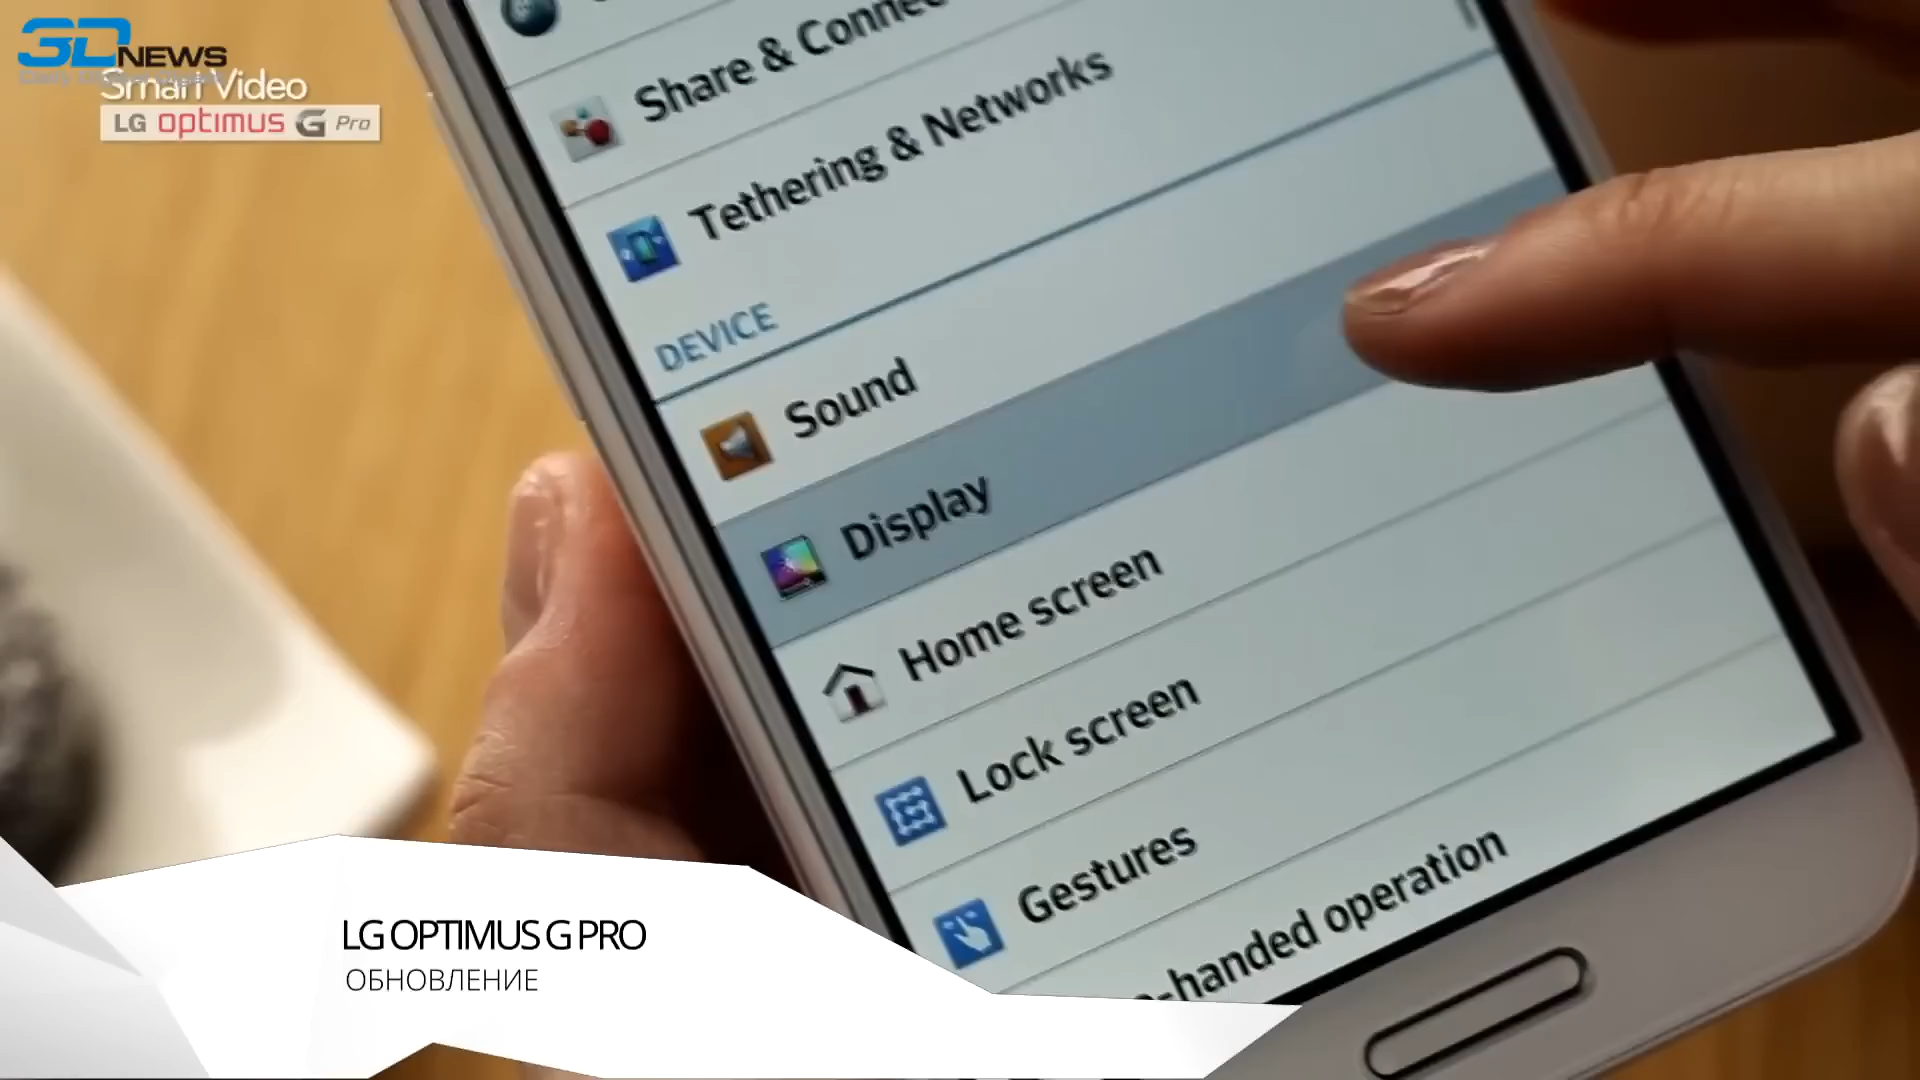 3DNEWS
Smart Video
LG optimus G Pro
Share & Connec
Tethering & Networks
DEVICE
Sound
Display
Home screen
Lock screen
Gestures
-handed operation
LG OPTIMUS G PRO
ОБНОВЛЕНИЕ